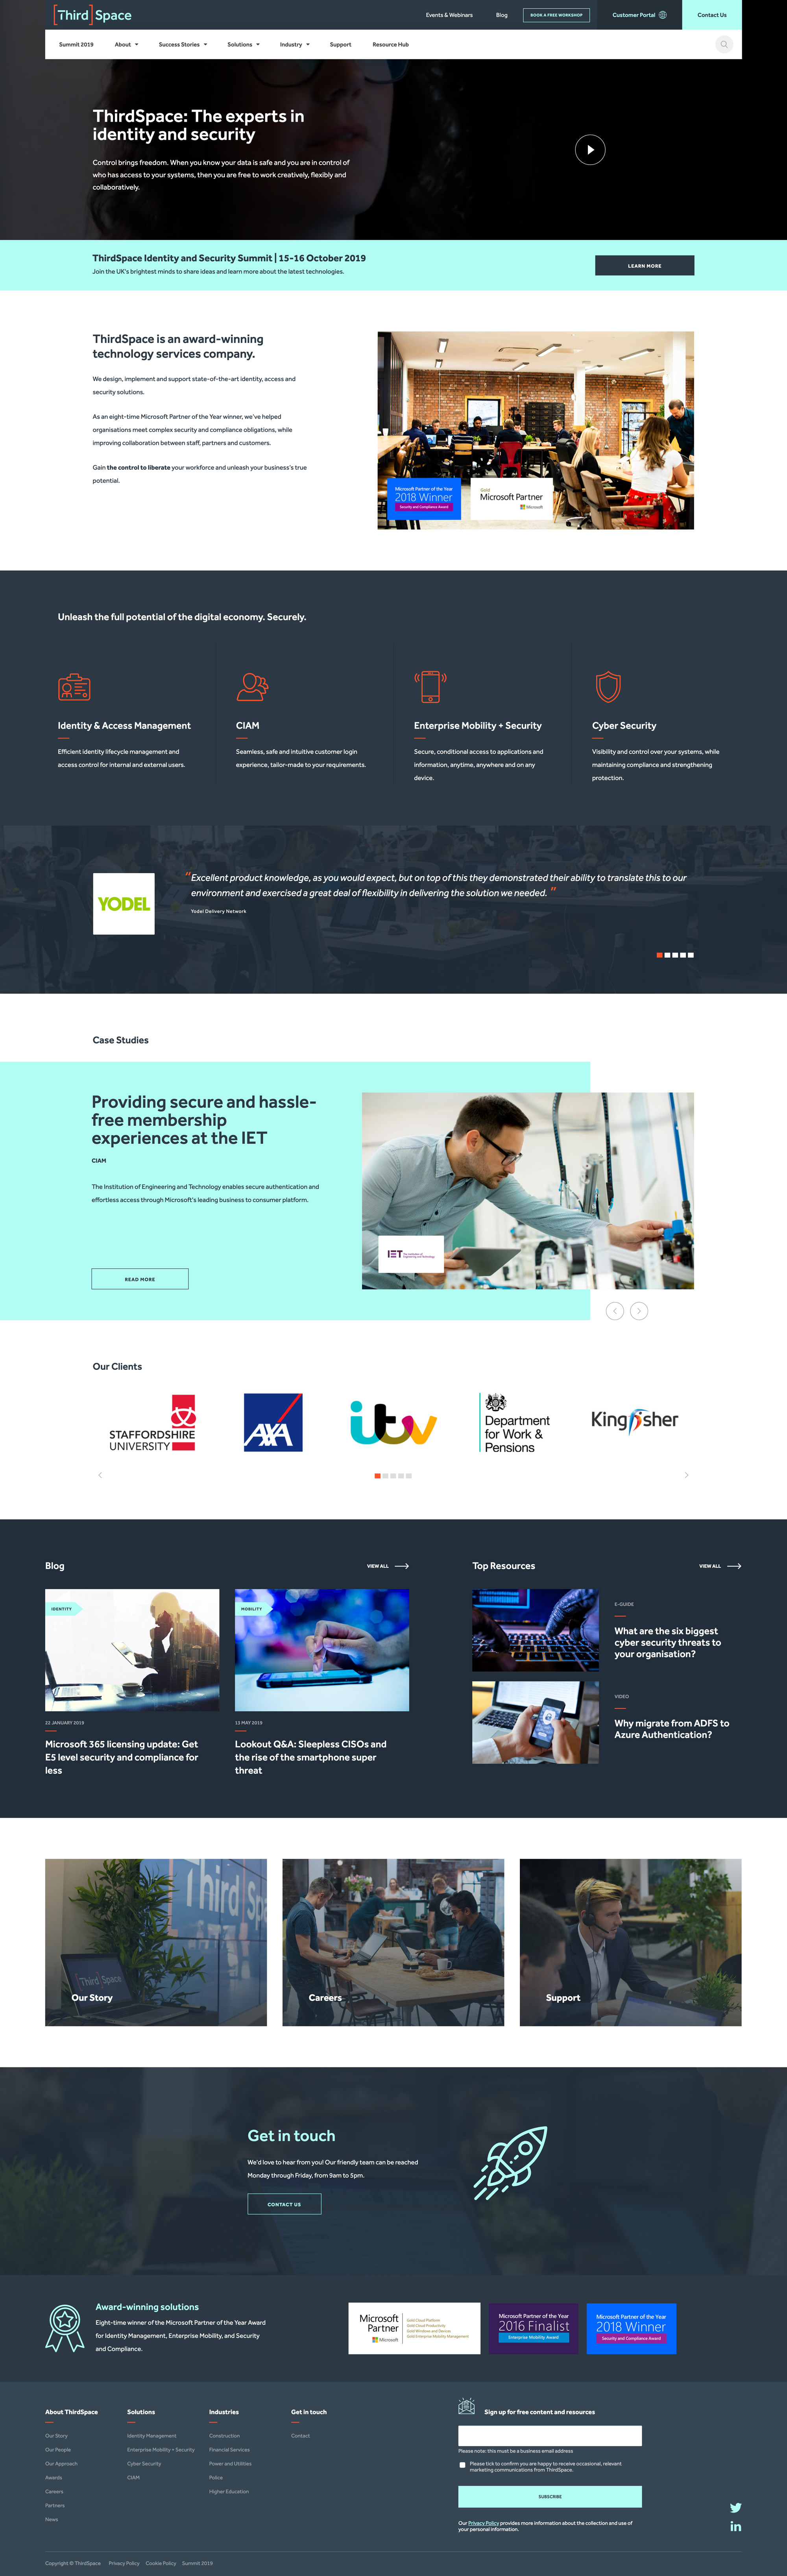 [Third] Space
Events & Webinars
Blog
BOOK A FREE WORKSHOP
Customer Portal
Contact Us
Summit 2019
About
Success Stories
Solutions
Industry
Support
Resource Hub
ThirdSpace: The experts in
identity and security
Control brings freedom. When you know your data is safe and you are in control of
who has access to your systems, then you are free to work creatively, flexibly and
collaboratively.
ThirdSpace Identity and Security Summit | 15-16 October 2019
Join the UK's brightest minds to share ideas and learn more about the latest technologies.
LEARN MORE
ThirdSpace is an award-winning
technology services company.
We design, implement and support state-of-the-art identity, access and
security solutions.
As an eight-time Microsoft Partner of the Year winner, we've helped
organisations meet complex security and compliance obligations, while
improving collaboration between staff, partners and customers.
Gain the control to liberate your workforce and unleash your business's true
potential.
Microsoft Partner of the Year
2018 Winner
Security and Compliance Award
Gold
Microsoft Partner
Microsoft
Unleash the full potential of the digital economy. Securely.
Identity & Access Management
Efficient identity lifecycle management and
access control for internal and external users.
CIAM
Seamless, safe and intuitive customer login
experience, tailor-made to your requirements.
Enterprise Mobility + Security
Secure, conditional access to applications and
information, anytime, anywhere and on any
device.
Cyber Security
Visibility and control over your systems, while
maintaining compliance and strengthening
protection.
YODEL
"Excellent product knowledge, as you would expect, but on top of this they demonstrated their ability to translate this to our
environment and exercised a great deal of flexibility in delivering the solution we needed. "
Yodel Delivery Network
Case Studies
Providing secure and hassle-
free membership
experiences at the IET
CIAM
The Institution of Engineering and Technology enables secure authentication and
effortless access through Microsoft's leading business to consumer platform.
READ MORE
IET The Institution of
Engineering and Technology
Our Clients
STAFFORDSHIRE
UNIVERSITY
AXA
itv
Department
for Work &
Pensions
Kingfisher
Blog
VIEW ALL
IDENTITY
22 JANUARY 2019
Microsoft 365 licensing update: Get
E5 level security and compliance for
less
MOBILITY
13 MAY 2019
Lookout Q&A: Sleepless CISOs and
the rise of the smartphone super
threat
Top Resources
VIEW ALL
E-GUIDE
What are the six biggest
cyber security threats to
your organisation?
VIDEO
Why migrate from ADFS to
Azure Authentication?
Third Space
[Third] Space
Our Story
Careers
Support
Get in touch
We'd love to hear from you! Our friendly team can be reached
Monday through Friday, from 9am to 5pm.
CONTACT US
Award-winning solutions
Eight-time winner of the Microsoft Partner of the Year Award
for Identity Management, Enterprise Mobility, and Security
and Compliance.
Microsoft
Partner
Microsoft
Gold Cloud Platform
Gold Cloud Productivity
Gold Windows and Devices
Gold Enterprise Mobility Management
Microsoft Partner of the Year
2016 Finalist
Enterprise Mobility Award
Microsoft Partner of the Year
2018 Winner
Security and Compliance Award
About ThirdSpace
Our Story
Our People
Our Approach
Awards
Careers
Partners
News
Solutions
Identity Management
Enterprise Mobility + Security
Cyber Security
CIAM
Industries
Construction
Financial Services
Power and Utilities
Police
Higher Education
Get in touch
Contact
Sign up for free content and resources
Please note: this must be a business email address
Please tick to confirm you are happy to receive occasional, relevant
marketing communications from ThirdSpace.
SUBSCRIBE
Our Privacy Policy provides more information about the collection and use of
your personal information.
Copyright © ThirdSpace
Privacy Policy
Cookie Policy
Summit 2019